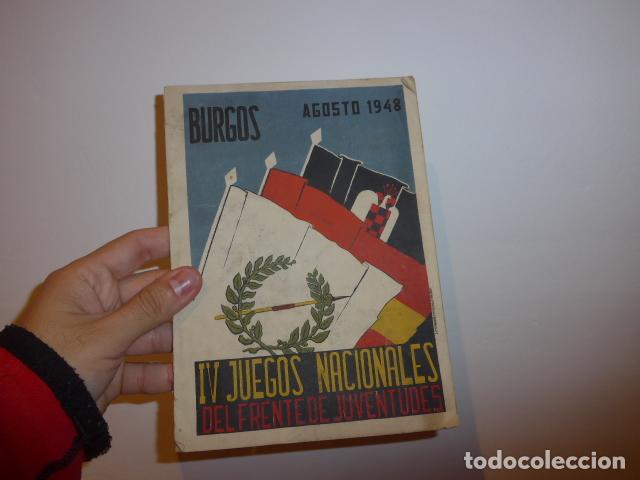 BURGOS
AGOSTO 1948
IV JUEGOS NACIONALES
DEL FRENTE DE JUVENTUDES
todocoleccion